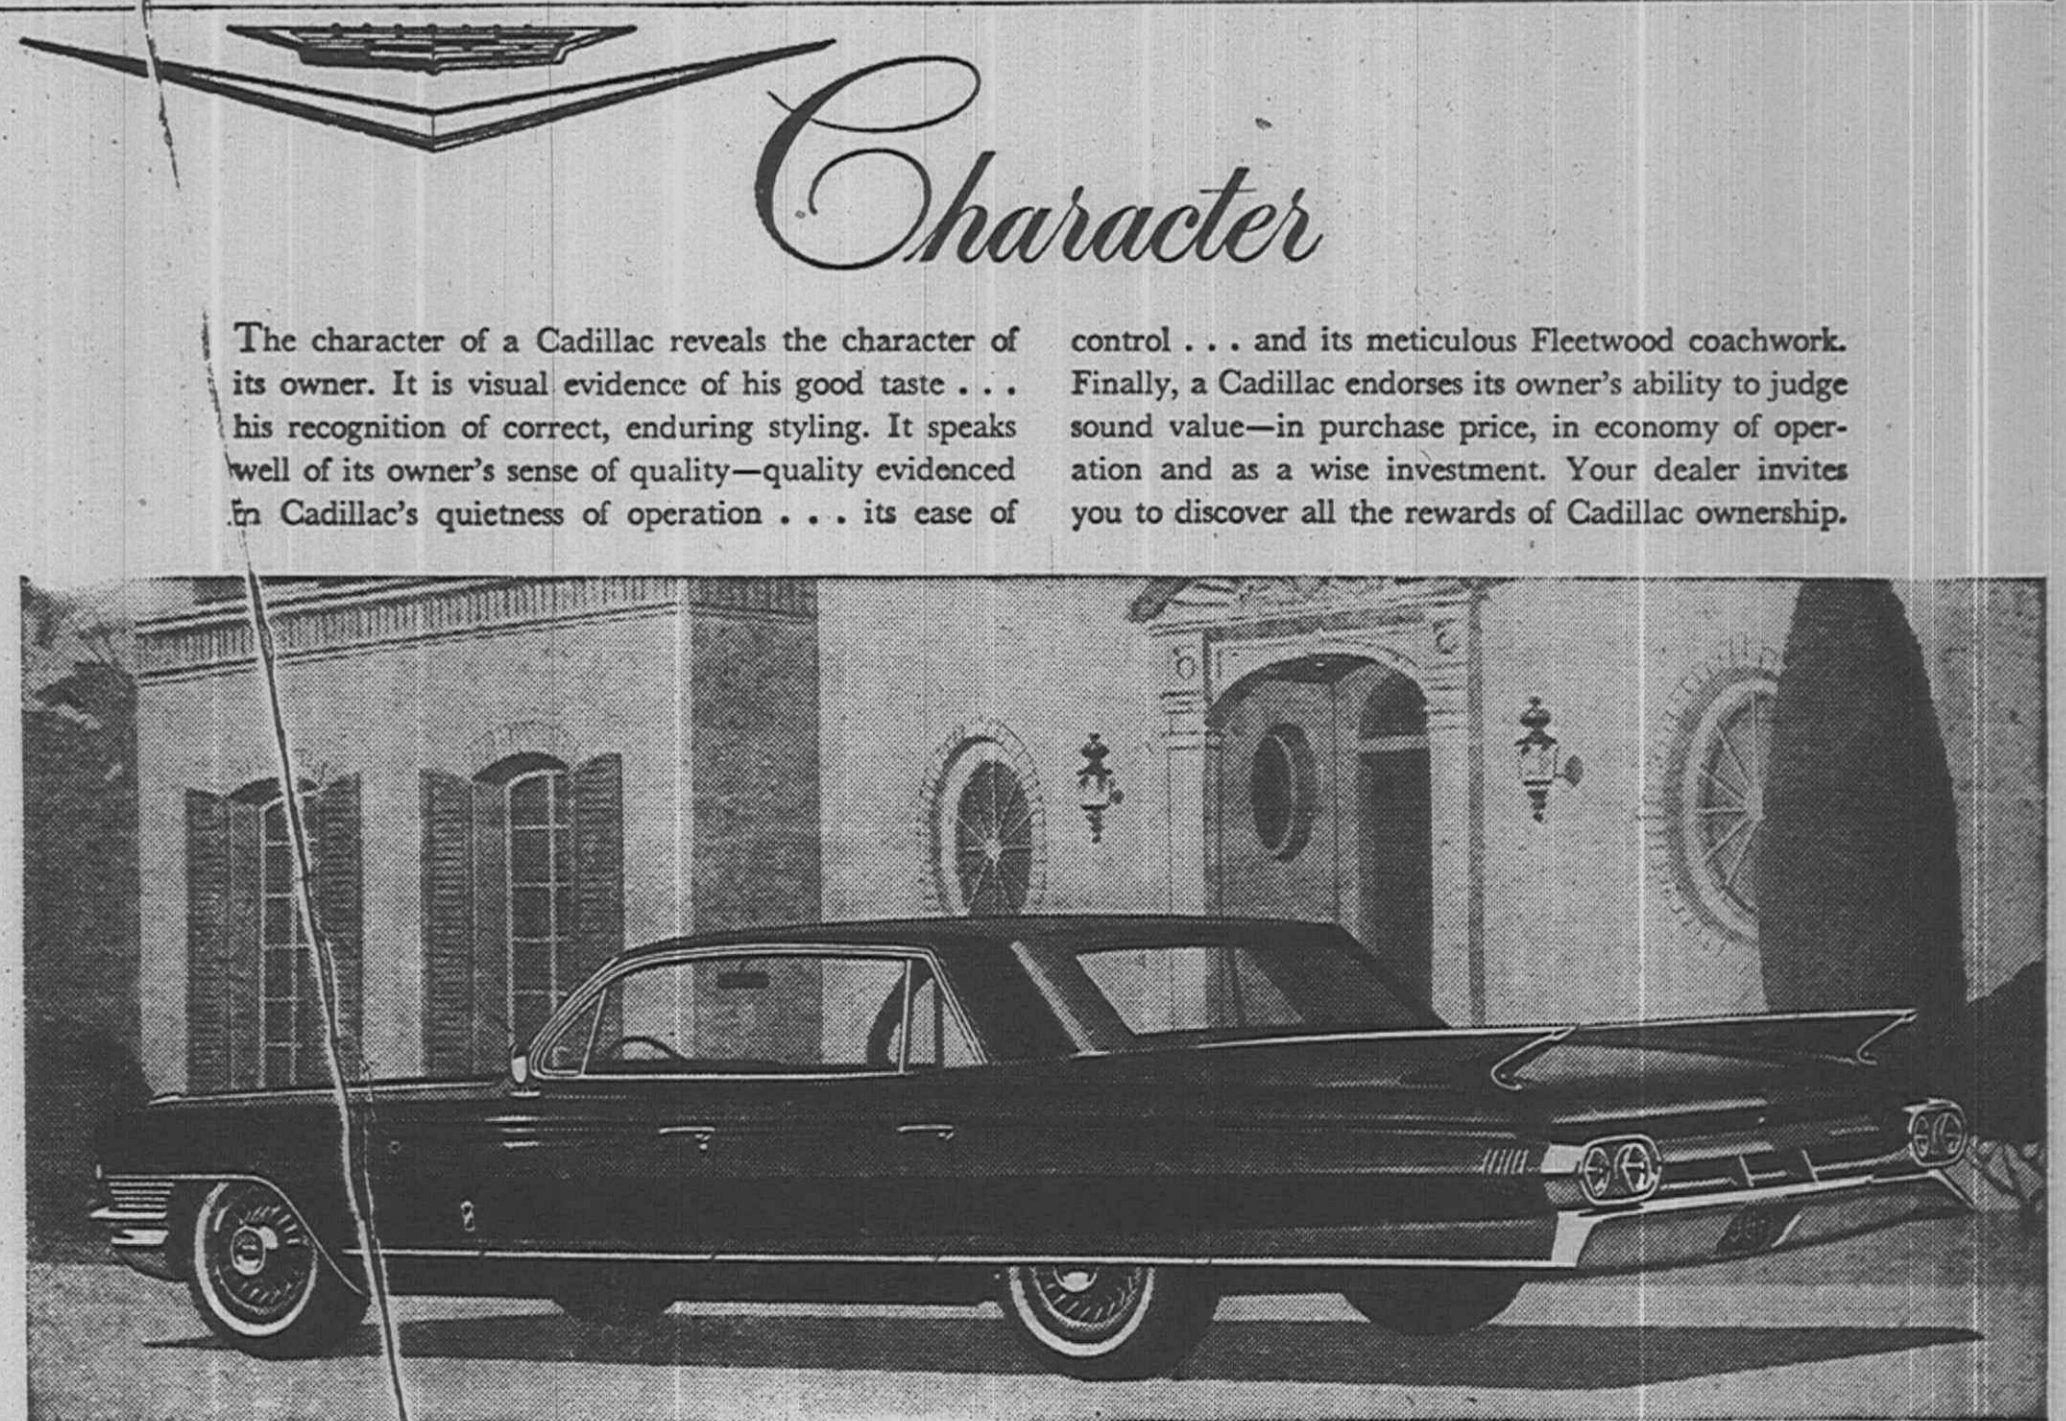 Character
The character of a Cadillac reveals the character of
its owner. It is visual evidence of his good taste . . .
his recognition of correct, enduring styling. It speaks
well of its owner's sense of quality—quality evidenced
in Cadillac's quietness of operation . . . its ease of
control . . . and its meticulous Fleetwood coachwork.
Finally, a Cadillac endorses its owner's ability to judge
sound value—in purchase price, in economy of oper-
ation and as a wise investment. Your dealer invites
you to discover all the rewards of Cadillac ownership.